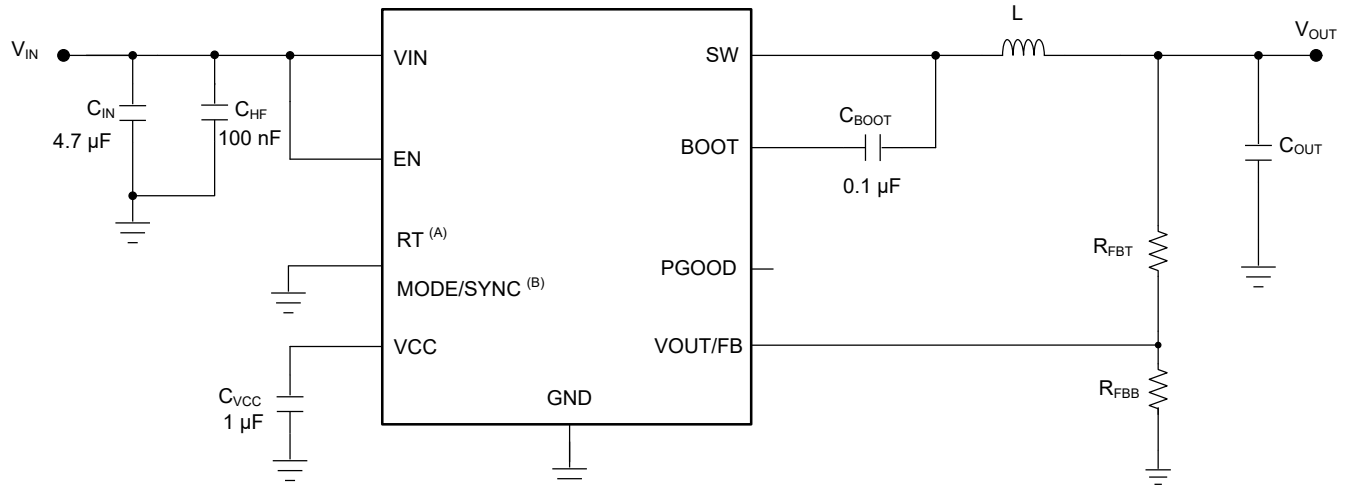 L
V_IN
V_OUT
VIN
SW
C_IN
4.7 µF
C_HF
100 nF
C_BOOT
0.1 µF
EN
BOOT
C_OUT
RT (A)
MODE/SYNC (B)
PGOOD
R_FBT
VCC
VOUT/FB
C_VCC
1 µF
GND
R_FBB